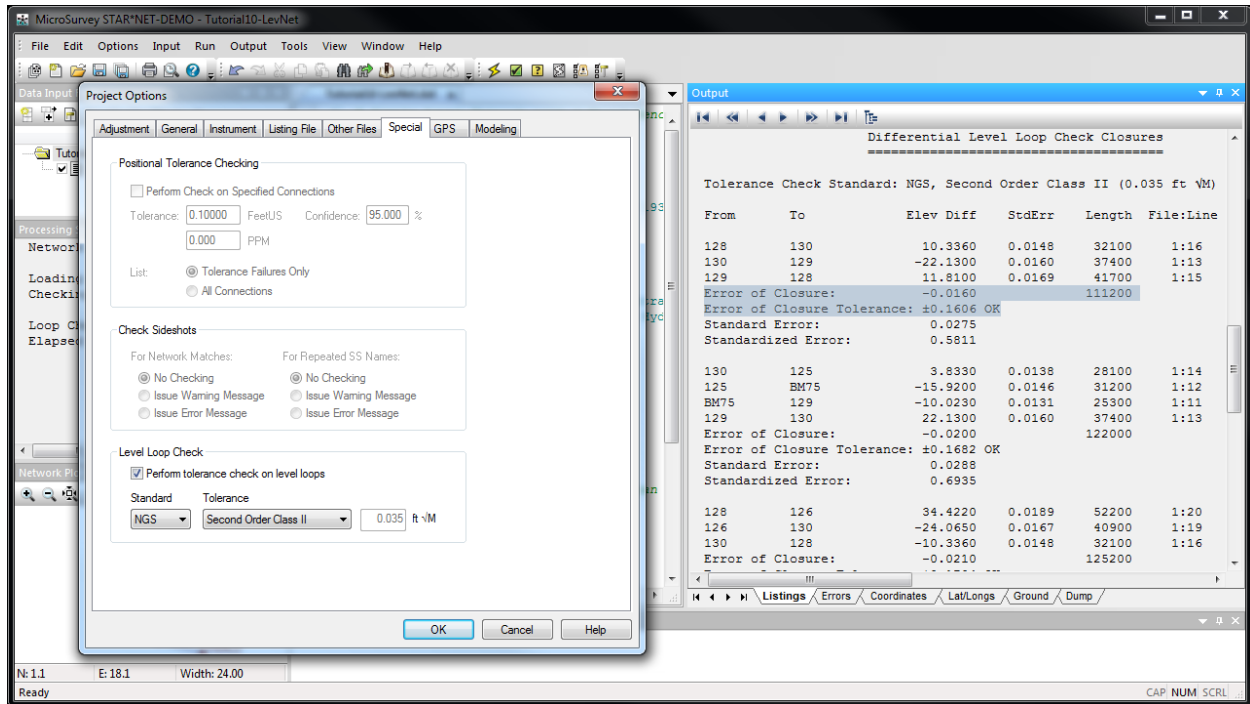 MicroSurvey STAR*NET-DEMO - Tutorial10-LevNet
File Edit Options Input Run Output Tools View Window Help
Data Input
Project Options
Adjustment General Instrument Listing File Other Files Special GPS Modeling
Positional Tolerance Checking
Perform Check on Specified Connections
Tolerance: 0.10000 FeetUS Confidence: 95.000 %
0.000 PPM
List: Tolerance Failures Only
All Connections
Check Sideshots
For Network Matches: For Repeated SS Names:
No Checking No Checking
Issue Warning Message Issue Warning Message
Issue Error Message Issue Error Message
Level Loop Check
Perform tolerance check on level loops
Standard Tolerance
NGS Second Order Class II 0.035 ft √M
OK Cancel Help
Processing
Network
Loading
Loop
Elapsed
N: 1.1 E: 18.1 Width: 24.00
Ready
Output
Differential Level Loop Check Closures
======================================
Tolerance Check Standard: NGS, Second Order Class II (0.035 ft √M)
From To Elev Diff StdErr Length File:Line
128 130 10.3360 0.0148 32100 1:16
130 129 -22.1300 0.0160 37400 1:13
129 128 11.8100 0.0169 41700 1:15
Error of Closure: -0.0160 111200
Error of Closure Tolerance: ±0.1606 OK
Standard Error: 0.0275
Standardized Error: 0.5811
130 125 3.8330 0.0138 28100 1:14
125 BM75 -15.9200 0.0146 31200 1:12
BM75 129 -10.0230 0.0131 25300 1:11
129 130 22.1300 0.0160 37400 1:13
Error of Closure: -0.0200 122000
Error of Closure Tolerance: ±0.1682 OK
Standard Error: 0.0288
Standardized Error: 0.6935
128 126 34.4220 0.0189 52200 1:20
126 130 -24.0650 0.0167 40900 1:19
130 128 -10.3360 0.0148 32100 1:16
Error of Closure: -0.0210 125200
Listings Errors Coordinates Lat/Longs Ground Dump
CAP NUM SCRL